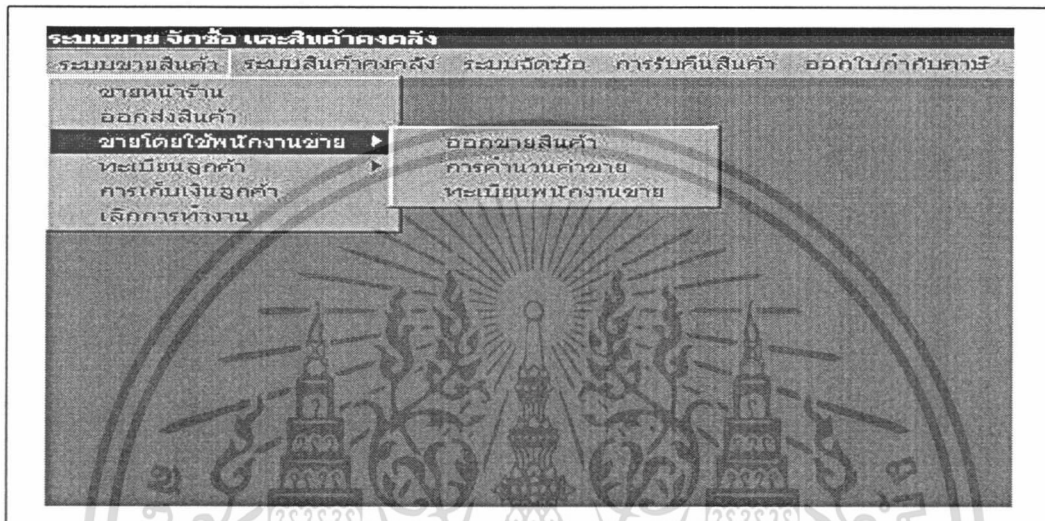 ระบบขาย จัดซื้อ และสินค้าคงคลัง
ระบบขายสินค้า ระบบสินค้าคงคลัง ระบบจัดซื้อ การรับคืนสินค้า ออกใบกำกับภาษี
ขายหน้าร้าน
ออกส่งสินค้า
ขายโดยใช้พนักงานขาย
ทะเบียนลูกค้า
การเก็บเงินลูกค้า
เลิกการทำงาน
ออกขายสินค้า
การคำนวนค่าขาย
ทะเบียนพนักงานขาย